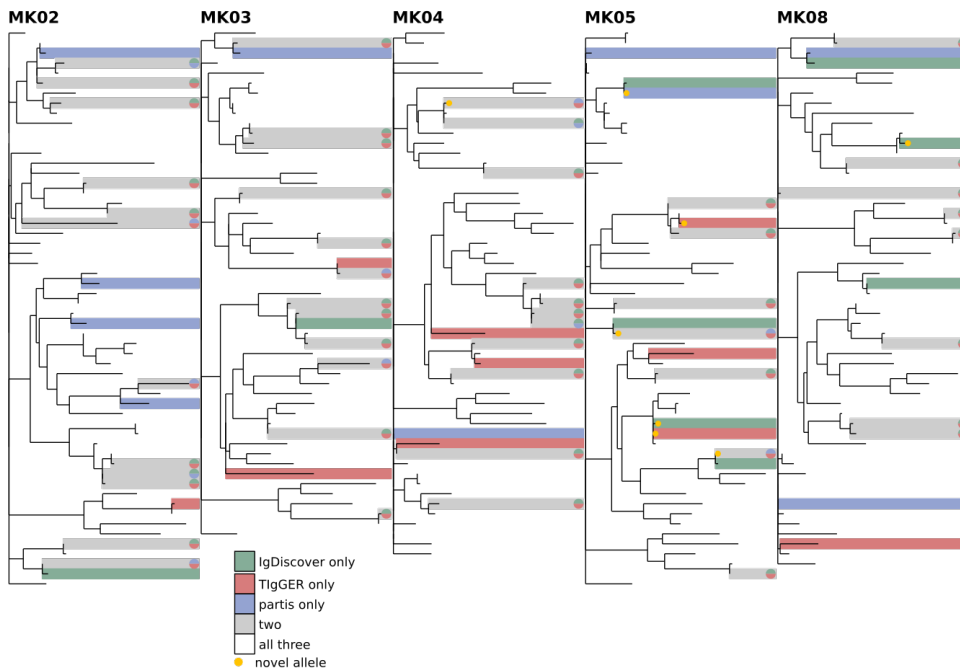 MK02 MK03 MK04 MK05 MK08
IgDiscover only
TIgGER only
partis only
two
all three
novel allele